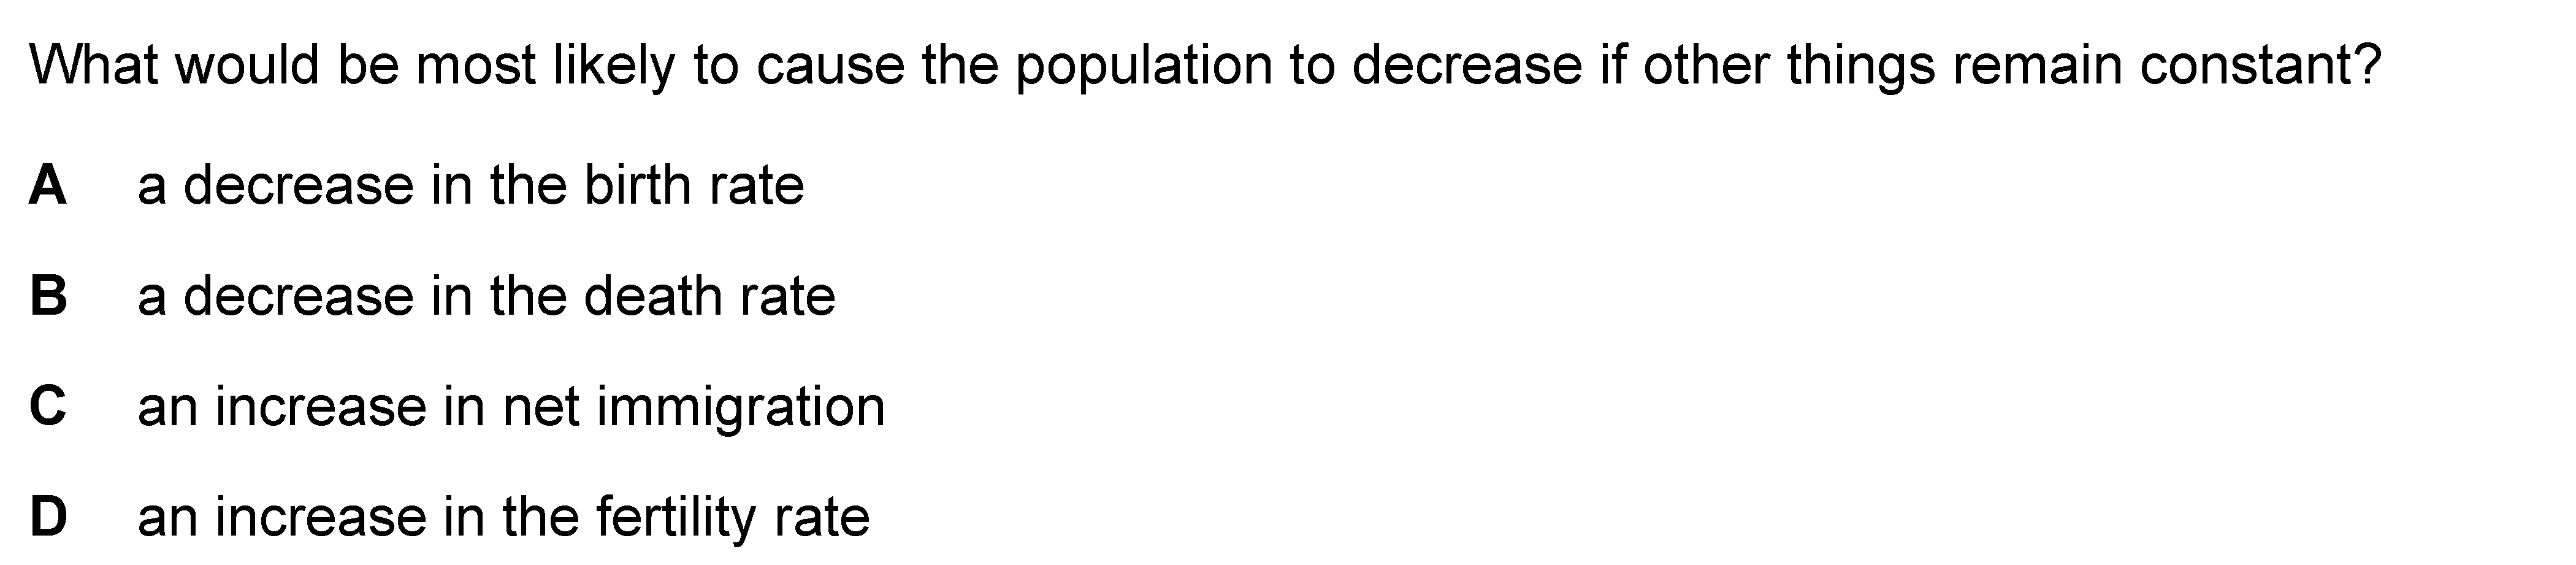 What would be most likely to cause the population to decrease if other things remain constant?
A a decrease in the birth rate
B a decrease in the death rate
C an increase in net immigration
D an increase in the fertility rate